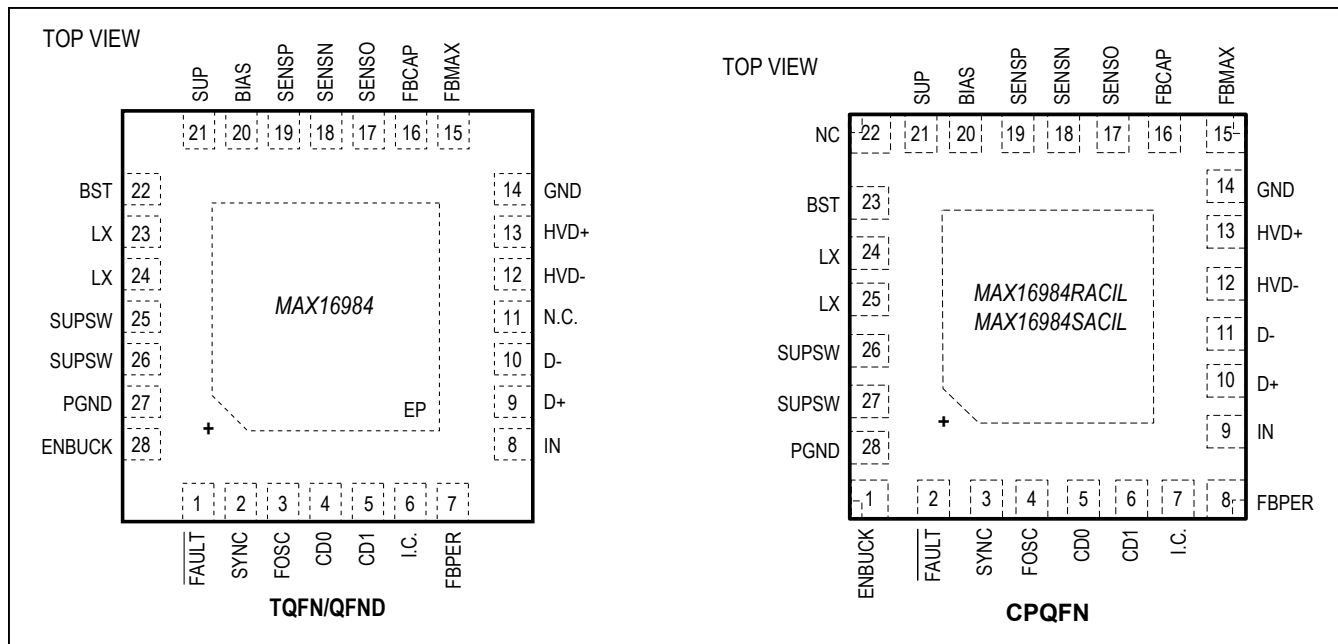 TOP VIEW
SUP
BIAS
SENSP
SENSN
SENSO
FBCAP
FBMAX
21 20 19 18 17 16 15
BST 22
LX 23
LX 24
SUPSW 25
SUPSW 26
PGND 27
ENBUCK 28
14 GND
13 HVD+
12 HVD-
11 N.C.
10 D-
9 D+
8 IN
MAX16984
EP
+
1 2 3 4 5 6 7
FAULT
SYNC
FOSC
CD0
CD1
I.C.
FBPER
TQFN/QFND
TOP VIEW
SUP
BIAS
SENSP
SENSN
SENSO
FBCAP
FBMAX
NC 22 21 20 19 18 17 16 15
BST 23
LX 24
LX 25
SUPSW 26
SUPSW 27
PGND 28
14 GND
13 HVD+
12 HVD-
11 D-
10 D+
9 IN
MAX16984RACIL
MAX16984SACIL
+
1 2 3 4 5 6 7 8 FBPER
ENBUCK
FAULT
SYNC
FOSC
CD0
CD1
I.C.
CPQFN